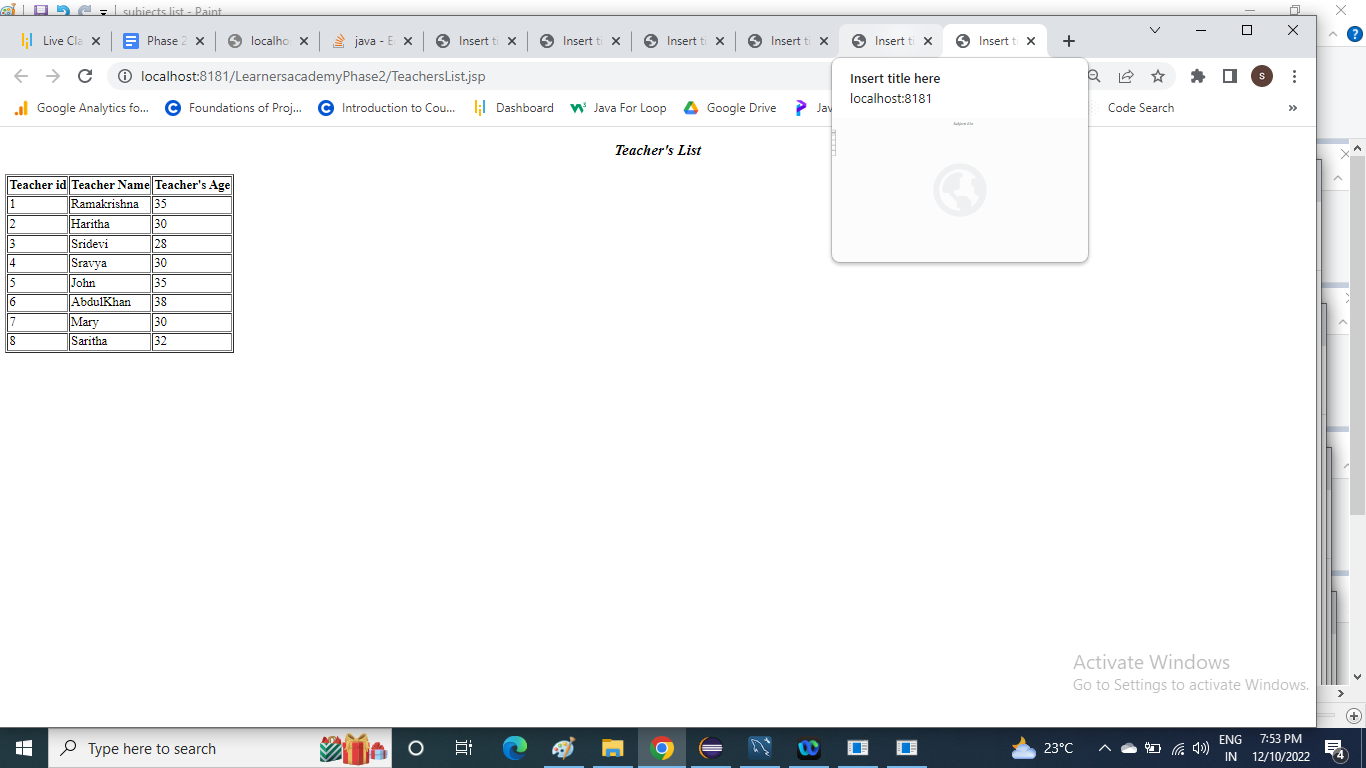 subjects list - Paint
Live Cla
Phase 2
localho
java - E
Insert ti
Insert ti
Insert ti
Insert ti
Insert ti
Insert ti
localhost:8181/LearnersacademyPhase2/TeachersList.jsp
S
Google Analytics fo...
Foundations of Proj...
Introduction to Cou...
Dashboard
Java For Loop
Google Drive
Jav
Code Search
»
Insert title here
localhost:8181
Subjects List
Teacher's List
Teacher id Teacher Name Teacher's Age
1 Ramakrishna 35
2 Haritha 30
3 Sridevi 28
4 Sravya 30
5 John 35
6 AbdulKhan 38
7 Mary 30
8 Saritha 32
Activate Windows
Go to Settings to activate Windows.
Type here to search
23°C
ENG
IN
7:53 PM
12/10/2022
4